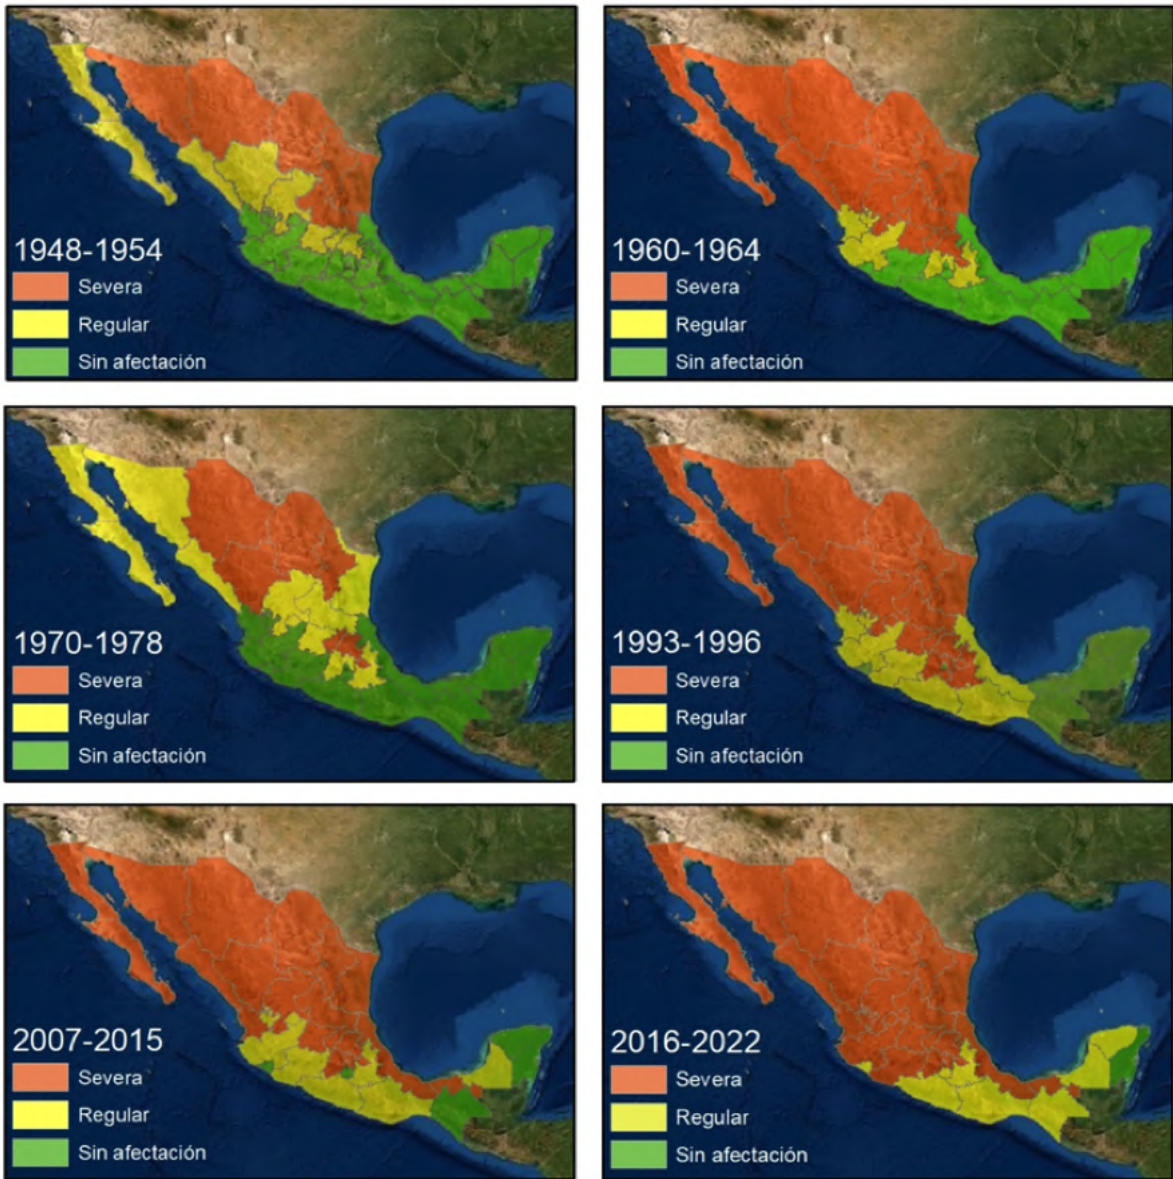 1948-1954
Severa
Regular
Sin afectación
1960-1964
Severa
Regular
Sin afectación
1970-1978
Severa
Regular
Sin afectación
1993-1996
Severa
Regular
Sin afectación
2007-2015
Severa
Regular
Sin afectación
2016-2022
Severa
Regular
Sin afectación